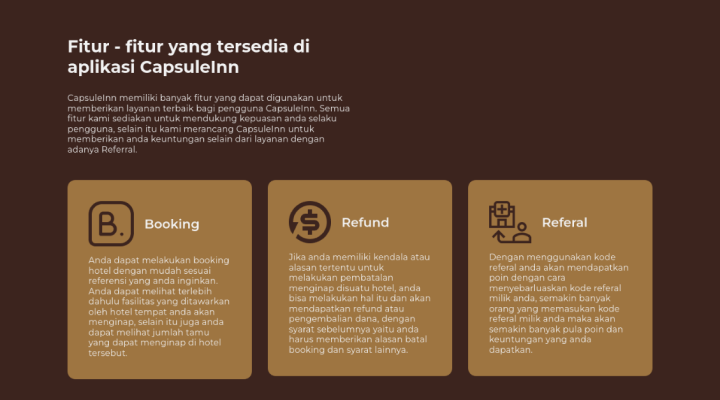 Fitur - fitur yang tersedia di
aplikasi CapsuleInn
CapsuleInn memiliki banyak fitur yang dapat digunakan untuk
memberikan layanan terbaik bagi pengguna CapsuleInn. Semua
fitur kami sediakan untuk mendukung kepuasan anda selaku
pengguna, selain itu kami merancang CapsuleInn untuk
memberikan anda keuntungan selain dari layanan dengan
adanya Referral.
B.
Booking
Anda dapat melakukan booking
hotel dengan mudah sesuai
referensi yang anda inginkan.
Anda dapat melihat terlebih
dahulu fasilitas yang ditawarkan
oleh hotel tempat anda akan
menginap, selain itu juga anda
dapat melihat jumlah tamu
yang dapat menginap di hotel
tersebut.
$
Refund
Jika anda memiliki kendala atau
alasan tertentu untuk
melakukan pembatalan
menginap disuatu hotel, anda
bisa melakukan hal itu dan akan
mendapatkan refund atau
pengembalian dana, dengan
syarat sebelumnya yaitu anda
harus memberikan alasan batal
booking dan syarat lainnya.
Referal
Dengan menggunakan kode
referal anda akan mendapatkan
poin dengan cara
menyebarluaskan kode referal
milik anda, semakin banyak
orang yang memasukan kode
referal milik anda maka akan
semakin banyak pula poin dan
keuntungan yang anda
dapatkan.